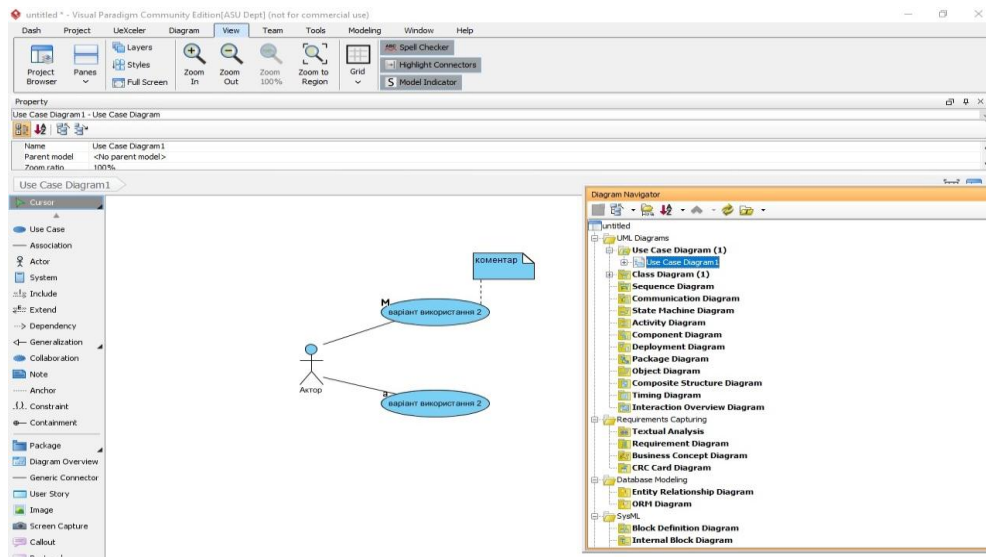 untitled * - Visual Paradigm Community Edition[ASU Dept] (not for commercial use)
Dash Project UeXceler Diagram View Team Tools Modeling Window Help
Project Browser
Panes
Layers
Styles
Full Screen
Zoom In
Zoom Out
Zoom 100%
Zoom to Region
Grid
Spell Checker
Highlight Connectors
Model Indicator
Property
Use Case Diagram1 - Use Case Diagram
Name Use Case Diagram1
Parent model <No parent model>
Zoom ratio 100%
Use Case Diagram1
Cursor
Use Case
Association
Actor
System
Include
Extend
Dependency
Generalization
Collaboration
Note
Anchor
Constraint
Containment
Package
Diagram Overview
Generic Connector
User Story
Image
Screen Capture
Callout
коментар
M
варіант використання 2
Актор
а
варіант використання 2
Diagram Navigator
untitled
UML Diagrams
Use Case Diagram (1)
Use Case Diagram1
Class Diagram (1)
Sequence Diagram
Communication Diagram
State Machine Diagram
Activity Diagram
Component Diagram
Deployment Diagram
Package Diagram
Object Diagram
Composite Structure Diagram
Timing Diagram
Interaction Overview Diagram
Requirements Capturing
Textual Analysis
Requirement Diagram
Business Concept Diagram
CRC Card Diagram
Database Modeling
Entity Relationship Diagram
ORM Diagram
SysML
Block Definition Diagram
Internal Block Diagram